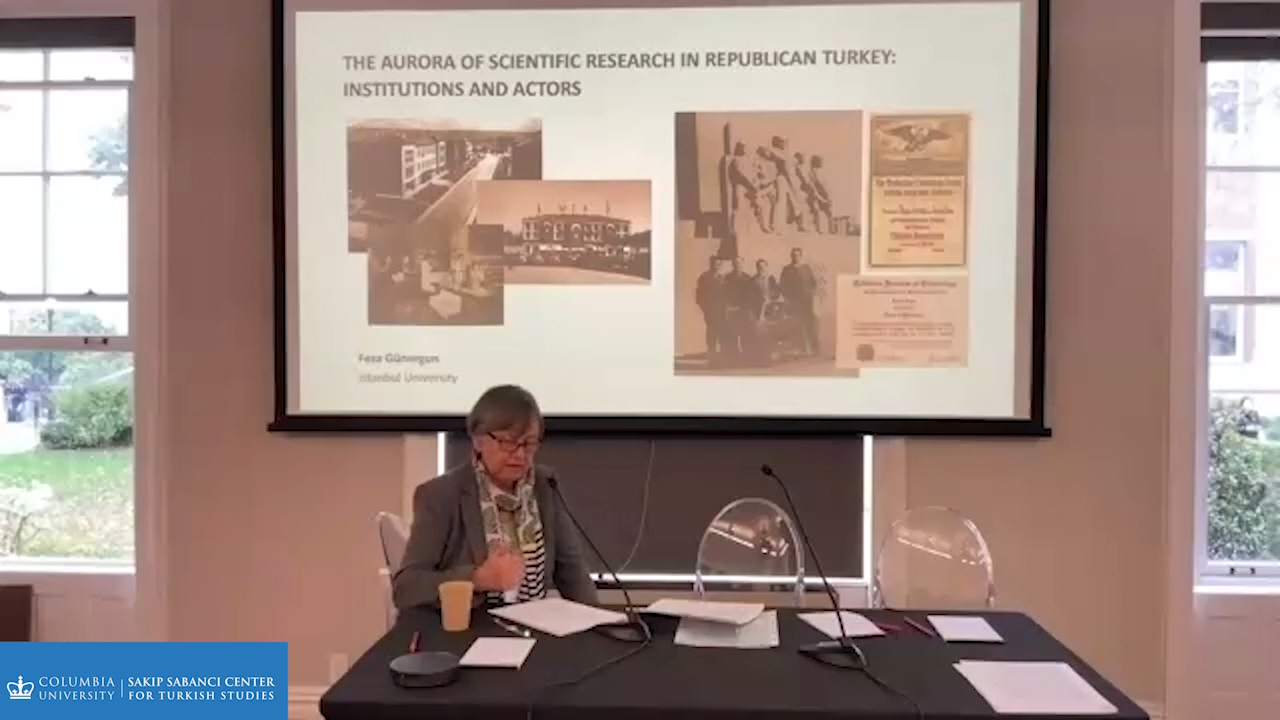 THE AURORA OF SCIENTIFIC RESEARCH IN REPUBLICAN TURKEY:
INSTITUTIONS AND ACTORS
Feza Günergun
Istanbul University
COLUMBIA
UNIVERSITY
SAKIP SABANCI CENTER
FOR TURKISH STUDIES